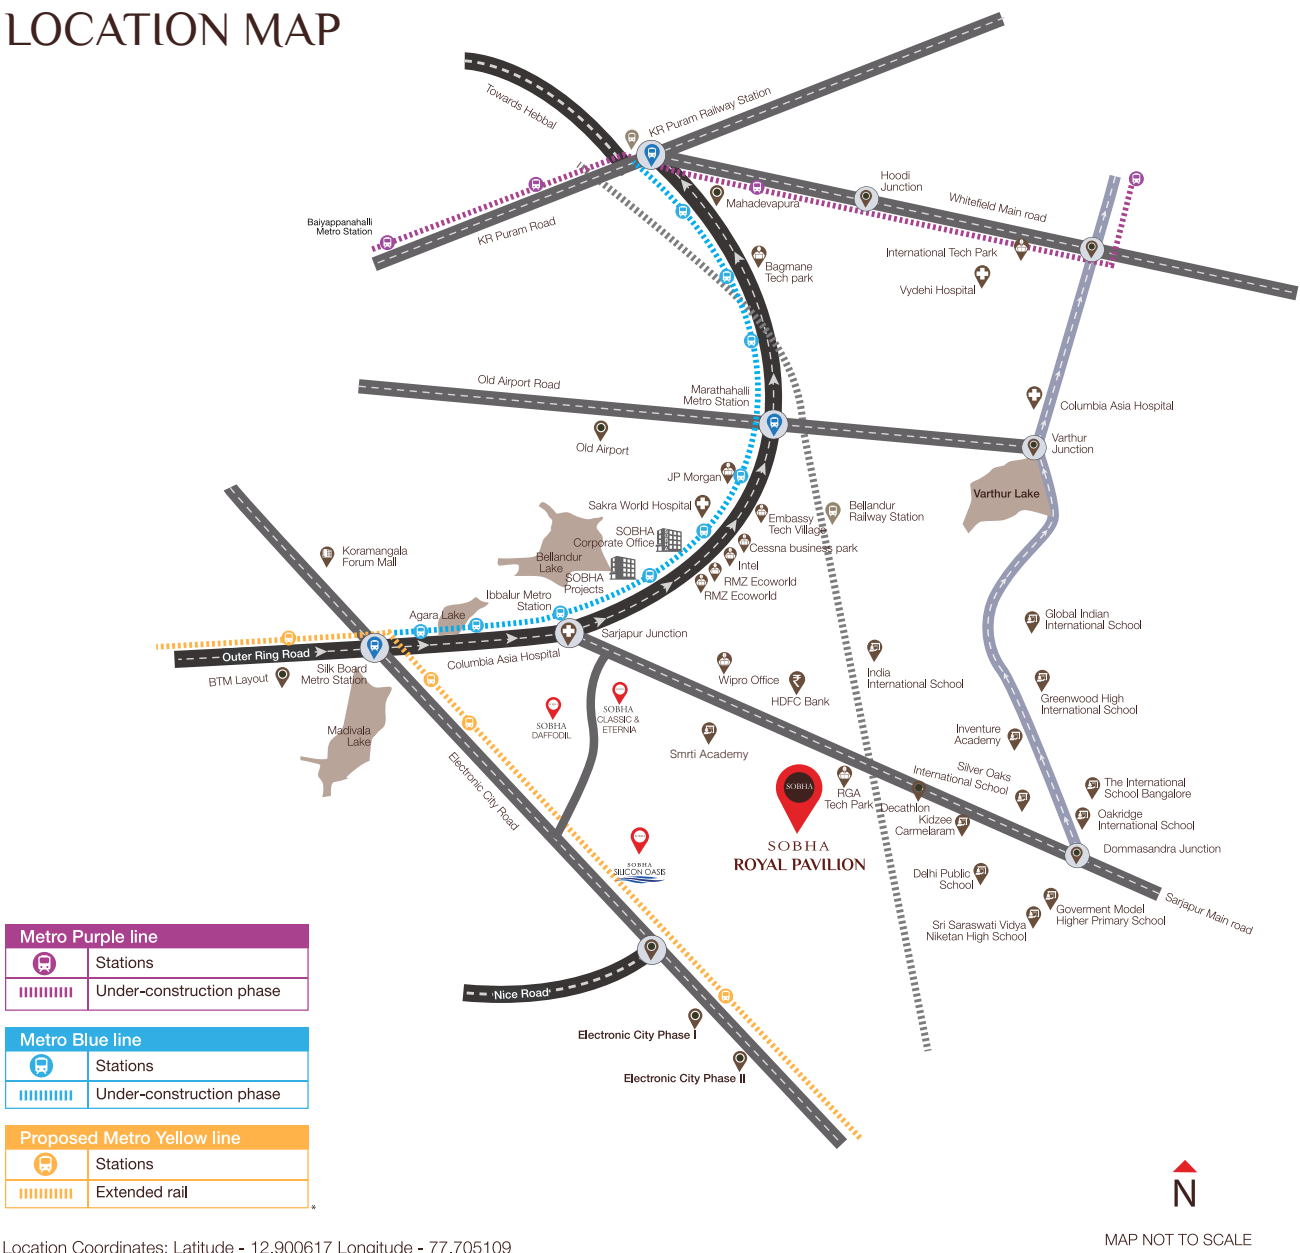 LOCATION MAP
Towards Hebbal
KR Puram Railway Station
Hoodi
Junction
Mahadevapura
Whitefield Main road
Baiyappanahalli
Metro Station
KR Puram Road
International Tech Park
Bagmane
Tech park
Vydehi Hospital
Old Airport Road
Marathahalli
Metro Station
Columbia Asia Hospital
Old Airport
Varthur
Junction
JP Morgan
Varthur Lake
Sakra World Hospital
Embassy
Tech Village
Bellandur
Railway Station
SOBHA
Corporate Office
Cessna business park
Koramangala
Forum Mall
Bellandur
Lake
Intel
SOBHA
Projects
RMZ Ecoworld
RMZ Ecoworld
Ibbalur Metro
Station
Agara Lake
Global Indian
International School
Sarjapur Junction
Outer Ring Road
Columbia Asia Hospital
Silk Board
Metro Station
BTM Layout
Wipro Office
HDFC Bank
India
International School
Greenwood High
International School
SOBHA
DAFFODIL
SOBHA
CLASSIC &
ETERNIA
Madivala
Lake
Smrti Academy
Inventure
Academy
Electronic City Road
Silver Oaks
International School
SOBHA
RGA
Tech Park
The International
School Bangalore
Decathlon
Kidzee
Carmelaram
Oakridge
International School
SOBHA
ROYAL PAVILION
Dommasandra Junction
SOBHA
SILICON OASIS
Delhi Public
School
Sarjapur Main road
Goverment Model
Higher Primary School
Sri Saraswati Vidya
Niketan High School
Nice Road
Electronic City Phase I
Electronic City Phase II
Metro Purple line
Stations
Under-construction phase
Metro Blue line
Stations
Under-construction phase
Proposed Metro Yellow line
Stations
Extended rail
*
N
MAP NOT TO SCALE
Location Coordinates: Latitude - 12.900617 Longitude - 77.705109